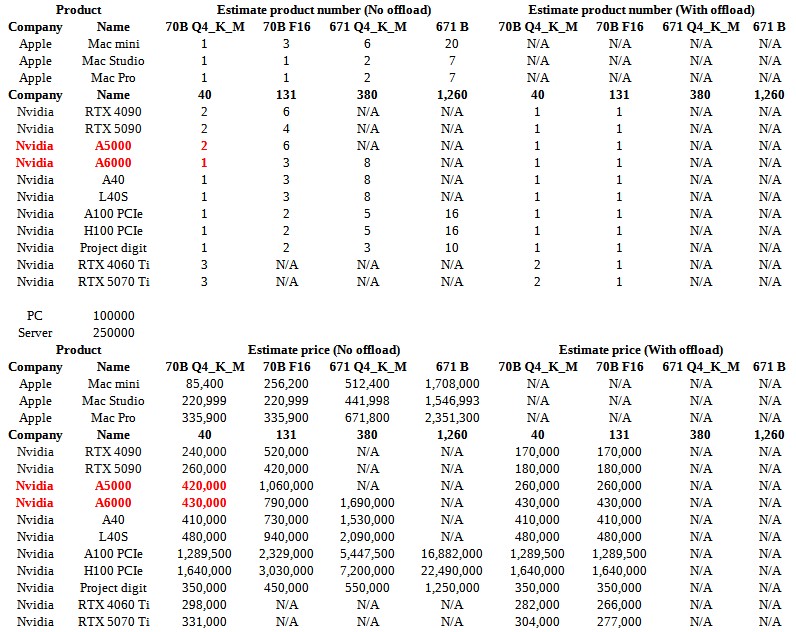 Product Estimate product number (No offload) Estimate product number (With offload)
Company Name 70B Q4_K_M 70B F16 671 Q4_K_M 671 B 70B Q4_K_M 70B F16 671 Q4_K_M 671 B
Apple Mac mini 1 3 6 20 N/A N/A N/A N/A
Apple Mac Studio 1 1 2 7 N/A N/A N/A N/A
Apple Mac Pro 1 1 2 7 N/A N/A N/A N/A
Company Name 40 131 380 1,260 40 131 380 1,260
Nvidia RTX 4090 2 6 N/A N/A 1 1 N/A N/A
Nvidia RTX 5090 2 4 N/A N/A 1 1 N/A N/A
Nvidia A5000 2 6 N/A N/A 1 1 N/A N/A
Nvidia A6000 1 3 8 N/A 1 1 N/A N/A
Nvidia A40 1 3 8 N/A 1 1 N/A N/A
Nvidia L40S 1 3 8 N/A 1 1 N/A N/A
Nvidia A100 PCIe 1 2 5 16 1 1 N/A N/A
Nvidia H100 PCIe 1 2 5 16 1 1 N/A N/A
Nvidia Project digit 1 2 3 10 1 1 N/A N/A
Nvidia RTX 4060 Ti 3 N/A N/A N/A 2 1 N/A N/A
Nvidia RTX 5070 Ti 3 N/A N/A N/A 2 1 N/A N/A
PC 100000
Server 250000
Product Estimate price (No offload) Estimate price (With offload)
Company Name 70B Q4_K_M 70B F16 671 Q4_K_M 671 B 70B Q4_K_M 70B F16 671 Q4_K_M 671 B
Apple Mac mini 85,400 256,200 512,400 1,708,000 N/A N/A N/A N/A
Apple Mac Studio 220,999 220,999 441,998 1,546,993 N/A N/A N/A N/A
Apple Mac Pro 335,900 335,900 671,800 2,351,300 N/A N/A N/A N/A
Company Name 40 131 380 1,260 40 131 380 1,260
Nvidia RTX 4090 240,000 520,000 N/A N/A 170,000 170,000 N/A N/A
Nvidia RTX 5090 260,000 420,000 N/A N/A 180,000 180,000 N/A N/A
Nvidia A5000 420,000 1,060,000 N/A N/A 260,000 260,000 N/A N/A
Nvidia A6000 430,000 790,000 1,690,000 N/A 430,000 430,000 N/A N/A
Nvidia A40 410,000 730,000 1,530,000 N/A 410,000 410,000 N/A N/A
Nvidia L40S 480,000 940,000 2,090,000 N/A 480,000 480,000 N/A N/A
Nvidia A100 PCIe 1,289,500 2,329,000 5,447,500 16,882,000 1,289,500 1,289,500 N/A N/A
Nvidia H100 PCIe 1,640,000 3,030,000 7,200,000 22,490,000 1,640,000 1,640,000 N/A N/A
Nvidia Project digit 350,000 450,000 550,000 1,250,000 350,000 350,000 N/A N/A
Nvidia RTX 4060 Ti 298,000 N/A N/A N/A 282,000 266,000 N/A N/A
Nvidia RTX 5070 Ti 331,000 N/A N/A N/A 304,000 277,000 N/A N/A